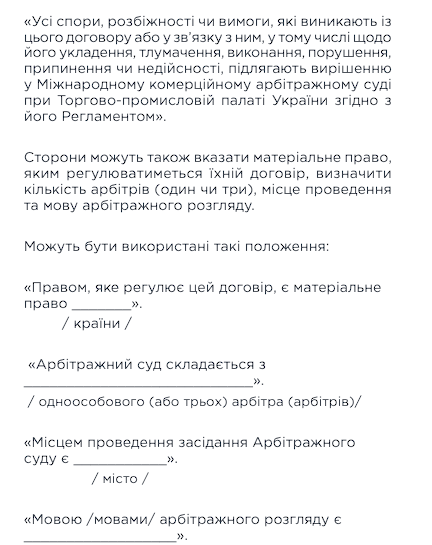 «Усі спори, розбіжності чи вимоги, які виникають із
цього договору або у зв’язку з ним, у тому числі щодо
його укладення, тлумачення, виконання, порушення,
припинення чи недійсності, підлягають вирішенню
у Міжнародному комерційному арбітражному суді
при Торгово-промисловій палаті України згідно з
його Регламентом».
Сторони можуть також вказати матеріальне право,
яким регулюватиметься їхній договір, визначити
кількість арбітрів (один чи три), місце проведення
та мову арбітражного розгляду.
Можуть бути використані такі положення:
«Правом, яке регулює цей договір, є матеріальне
право ________».
/ країни /
«Арбітражний суд складається з
_______________________________».
/ одноособового (або трьох) арбітра (арбітрів)/
«Місцем проведення засідання Арбітражного
суду є ____________».
/ місто /
«Мовою /мовами/ арбітражного розгляду є
____________________».